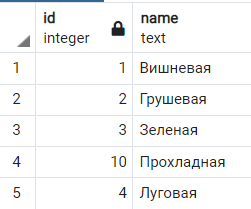 id name
integer text
1 1 Вишневая
2 2 Грушевая
3 3 Зеленая
4 10 Прохладная
5 4 Луговая